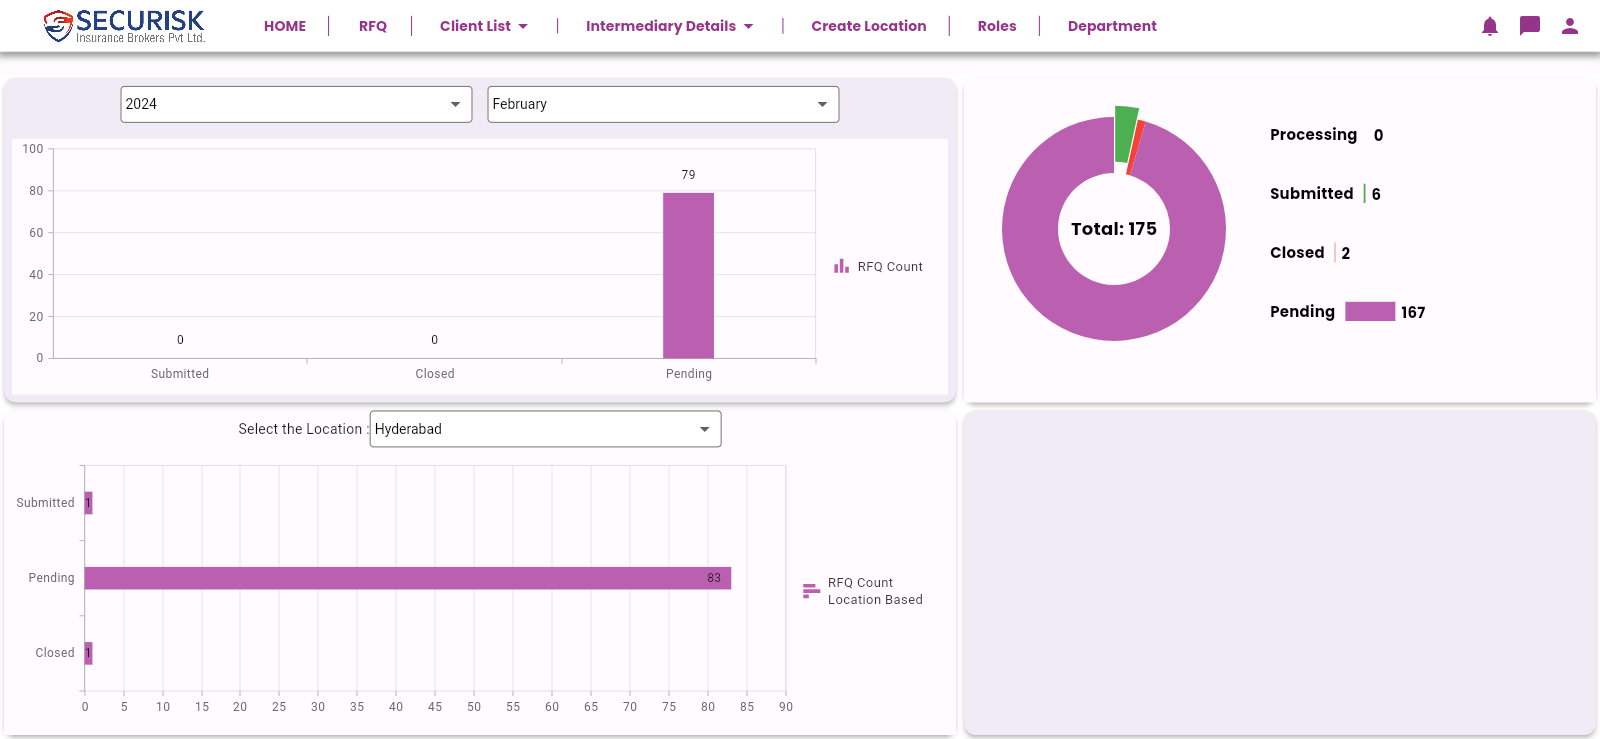 SECURISK
Insurance Brokers Pvt Ltd.
HOME RFQ Client List Intermediary Details Create Location Roles Department
2024 February
100
80
60
40
20
0
79
0 0
Submitted Closed Pending
RFQ Count
Total: 175
Processing 0
Submitted 6
Closed 2
Pending 167
Select the Location : Hyderabad
Submitted 1
Pending 83
Closed 1
0 5 10 15 20 25 30 35 40 45 50 55 60 65 70 75 80 85 90
RFQ Count
Location Based